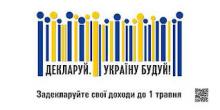 ДЕКЛАРУЙ. УКРАЇНУ БУДУЙ!
Задекларуйте свої доходи до 1 травня